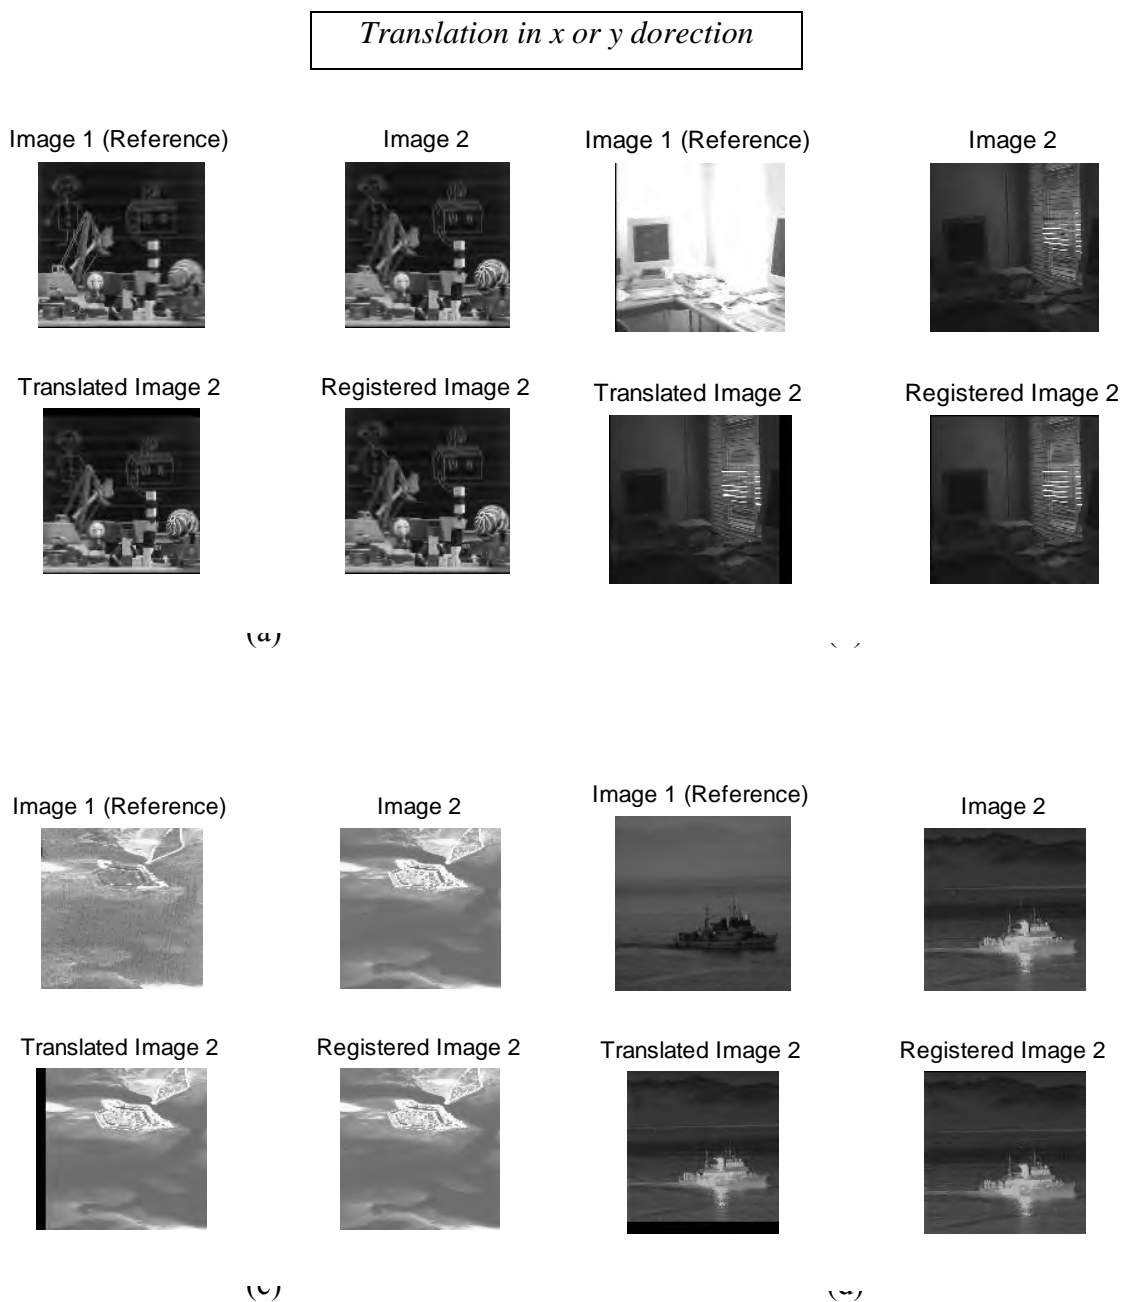 Translation in x or y dorection
Image 1 (Reference) Image 2 Image 1 (Reference) Image 2
Translated Image 2 Registered Image 2 Translated Image 2 Registered Image 2
(a)
Image 1 (Reference) Image 2 Image 1 (Reference) Image 2
Translated Image 2 Registered Image 2 Translated Image 2 Registered Image 2
(c) (d)